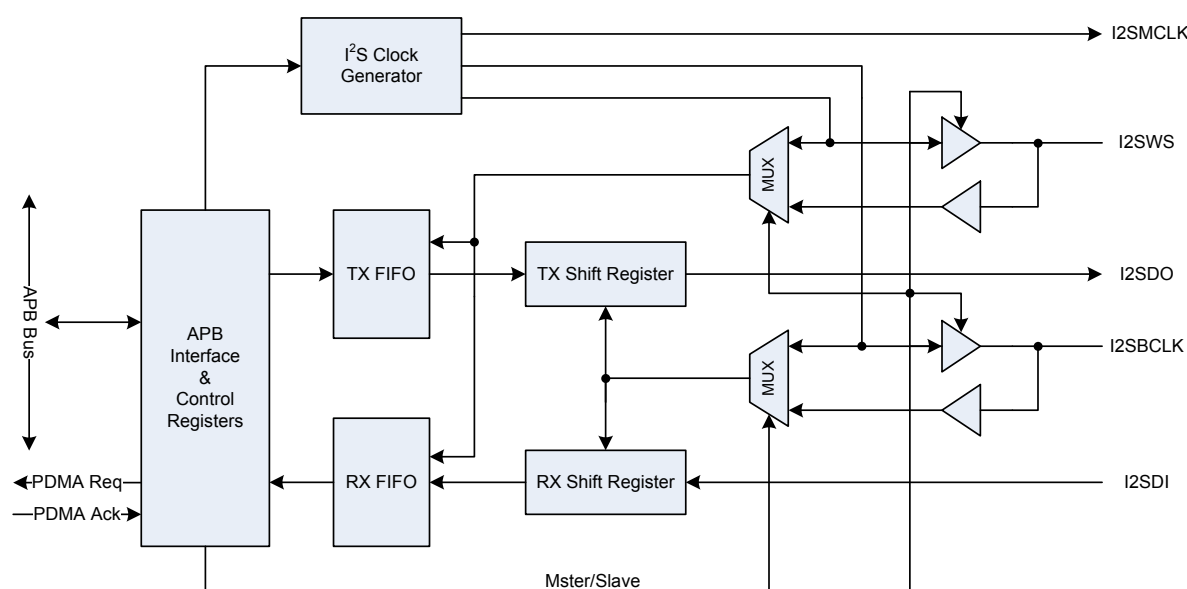 I²S Clock
Generator
I2SMCLK
MUX
I2SWS
APB Bus
APB
Interface
&
Control
Registers
TX FIFO
TX Shift Register
I2SDO
MUX
I2SBCLK
PDMA Req
PDMA Ack
RX FIFO
RX Shift Register
I2SDI
Mster/Slave